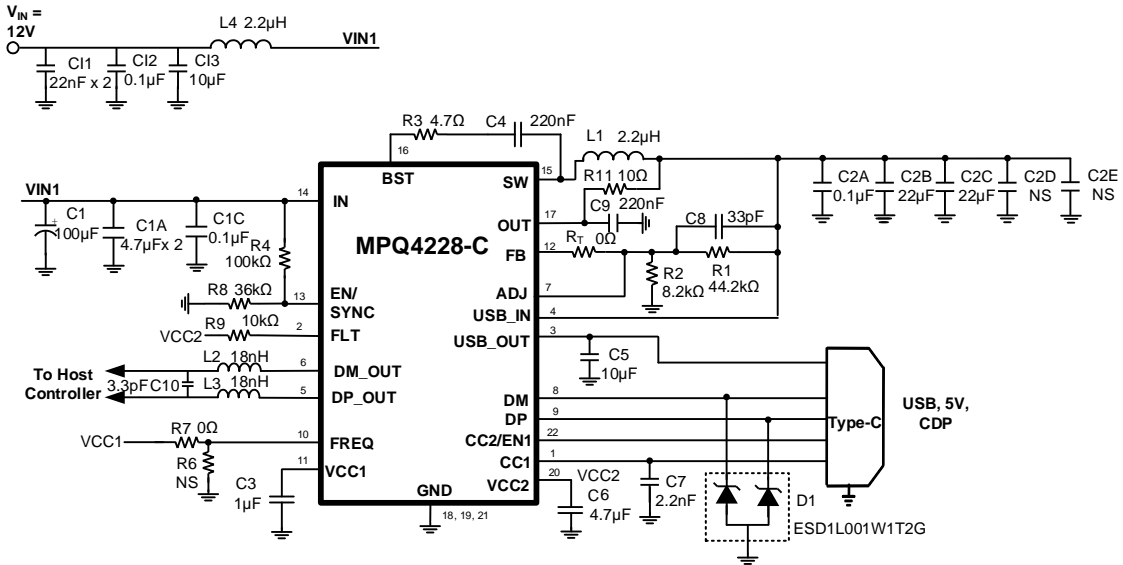 VIN =
12V
L4 2.2µH
VIN1
CI1
22nF x 2
CI2
0.1µF
CI3
10µF
R3 4.7Ω
C4
220nF
16
BST
L1
2.2µH
15
SW
R11 10Ω
C9
220nF
17
OUT
C8
33pF
RT
0Ω
12
FB
R2
8.2kΩ
R1
44.2kΩ
7
ADJ
4
USB_IN
3
USB_OUT
C2A
0.1µF
C2B
22µF
C2C
22µF
C2D
NS
C2E
NS
VIN1
14
IN
C1
+
100µF
C1A
4.7µFx 2
C1C
0.1µF
R4
100kΩ
MPQ4228-C
R8 36kΩ
13
EN/
SYNC
R9
10kΩ
VCC2
2
FLT
L2 18nH
6
DM_OUT
To Host
Controller
3.3pF C10
L3 18nH
5
DP_OUT
C5
10µF
8
DM
9
DP
22
CC2/EN1
1
CC1
20
VCC2
Type-C
USB, 5V,
CDP
R7 0Ω
VCC1
10
FREQ
R6
NS
11
VCC1
C3
1µF
GND
18, 19, 21
VCC2
C6
4.7µF
C7
2.2nF
D1
ESD1L001W1T2G